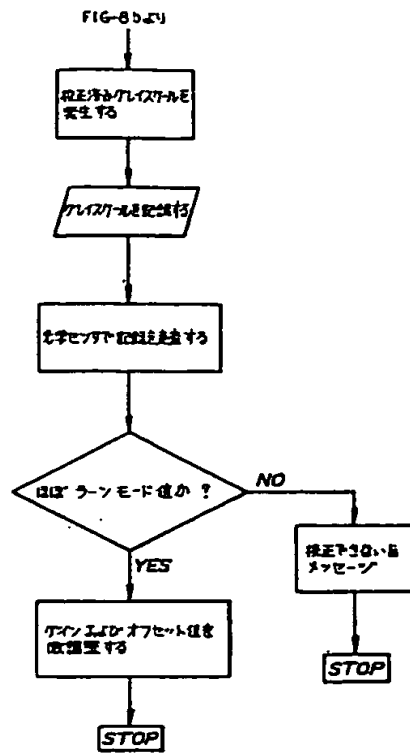 FIG-8bより
校正済みグレイスケールを
発生する
グレイスケールを記録する
光学センサで記録を走査する
ほぼ ラーン モード 値か ?
NO
YES
校正できない旨
メッセージ
ゲイン および オフセット 値を
微調整する
STOP
STOP